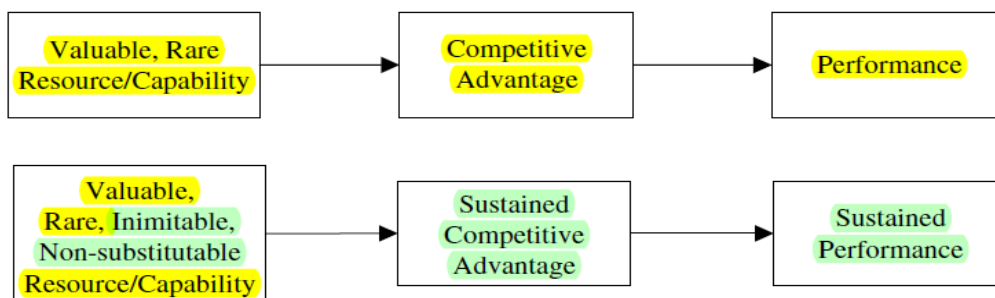 Valuable, Rare
Resource/Capability
Competitive
Advantage
Performance
Valuable,
Rare, Inimitable,
Non-substitutable
Resource/Capability
Sustained
Competitive
Advantage
Sustained
Performance